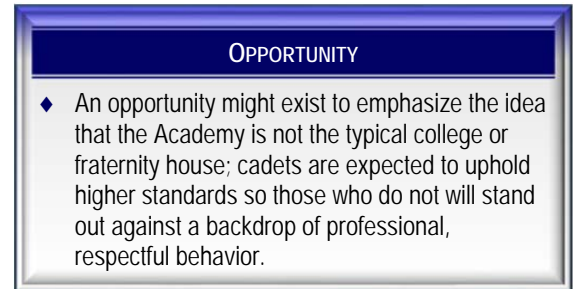 OPPORTUNITY
♦ An opportunity might exist to emphasize the idea
that the Academy is not the typical college or
fraternity house; cadets are expected to uphold
higher standards so those who do not will stand
out against a backdrop of professional,
respectful behavior.